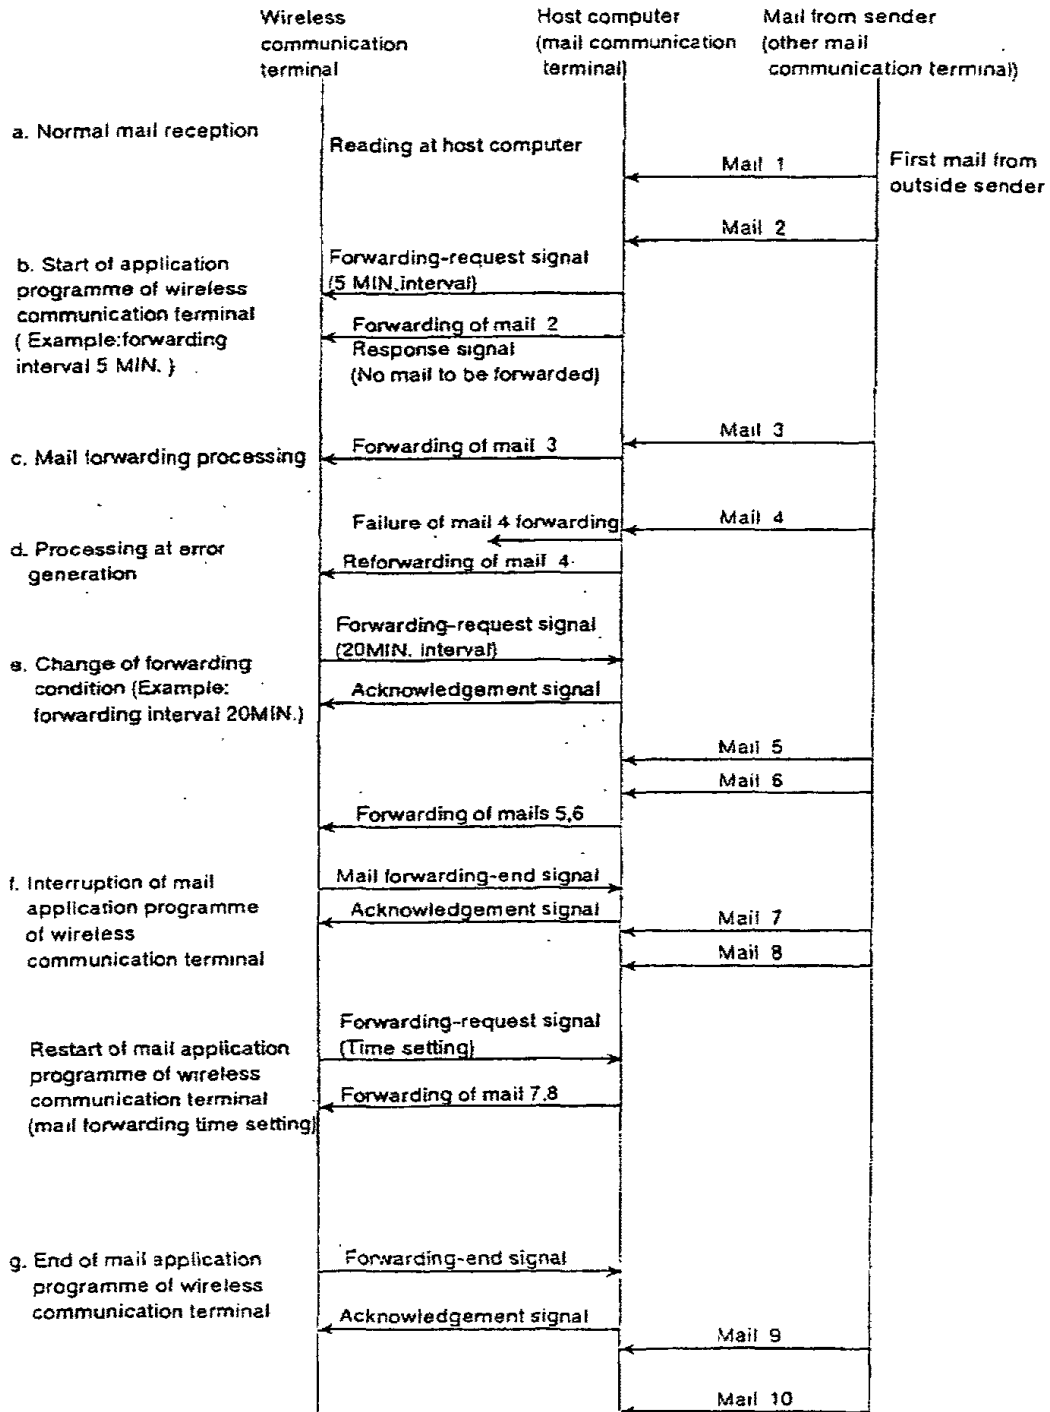 Wireless
communication
terminal
Host computer
(mail communication
terminal)
Mail from sender
(other mail
communication terminal)
a. Normal mail reception
Reading at host computer
Mail 1
First mail from
outside sender
Mail 2
b. Start of application
programme of wireless
communication terminal
( Example:forwarding
interval 5 MIN. )
Forwarding-request signal
(5 MIN.interval)
Forwarding of mail 2
Response signal
(No mail to be forwarded)
Mail 3
c. Mail forwarding processing
Forwarding of mail 3
Mail 4
Failure of mail 4 forwarding
d. Processing at error
generation
Reforwarding of mail 4
Forwarding-request signal
(20MIN. interval)
e. Change of forwarding
condition (Example:
forwarding interval 20MIN.)
Acknowledgement signal
Mail 5
Mail 6
Forwarding of mails 5,6
f. Interruption of mail
application programme
of wireless
communication terminal
Mail forwarding-end signal
Acknowledgement signal
Mail 7
Mail 8
Forwarding-request signal
(Time setting)
Restart of mail application
programme of wireless
communication terminal
(mail forwarding time setting)
Forwarding of mail 7,8
g. End of mail application
programme of wireless
communication terminal
Forwarding-end signal
Acknowledgement signal
Mail 9
Mail 10